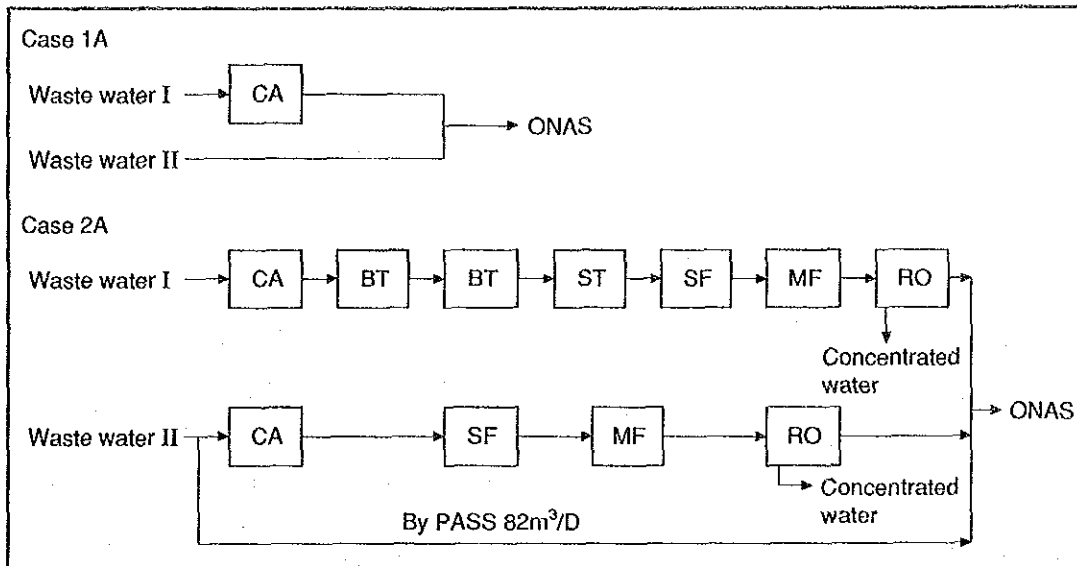 Case 1A
Waste water I
CA
ONAS
Waste water II
Case 2A
Waste water I
CA
BT
BT
ST
SF
MF
RO
Concentrated
water
ONAS
Waste water II
CA
SF
MF
RO
Concentrated
water
By PASS 82m³/D